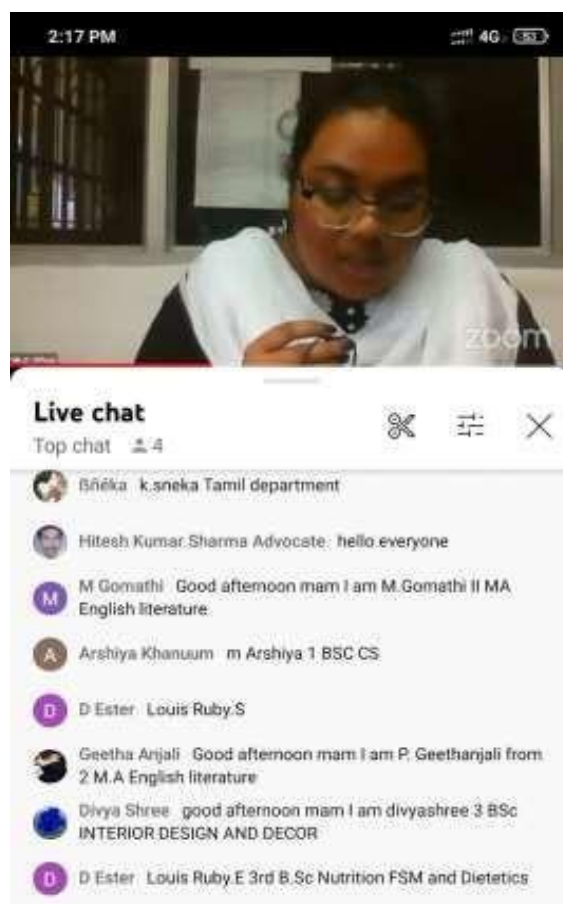 2:17 PM
4G 53
zoom
Live chat
Top chat 4
ßñéka k.sneka Tamil department
Hitesh Kumar Sharma Advocate hello everyone
M
M Gomathi Good afternoon mam I am M.Gomathi II MA
English literature
A
Arshiya Khanuum m Arshiya 1 BSC CS
D
D Ester Louis Ruby.S
Geetha Anjali Good afternoon mam I am P. Geethanjali from
2 M.A English literature
Divya Shree good afternoon mam I am divyashree 3 BSc
INTERIOR DESIGN AND DECOR
D
D Ester Louis Ruby.E 3rd B.Sc Nutrition FSM and Dietetics